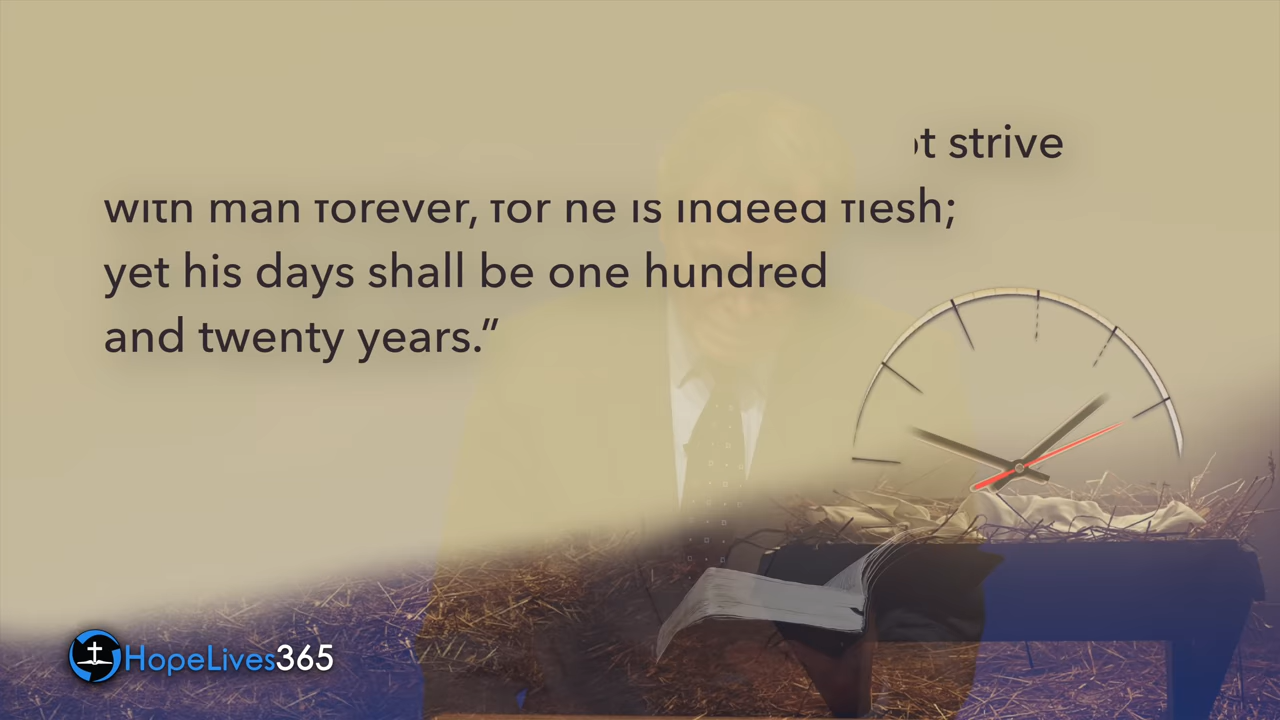 strive
with man forever, for he is indeed flesh;
yet his days shall be one hundred
and twenty years.”
HopeLives365